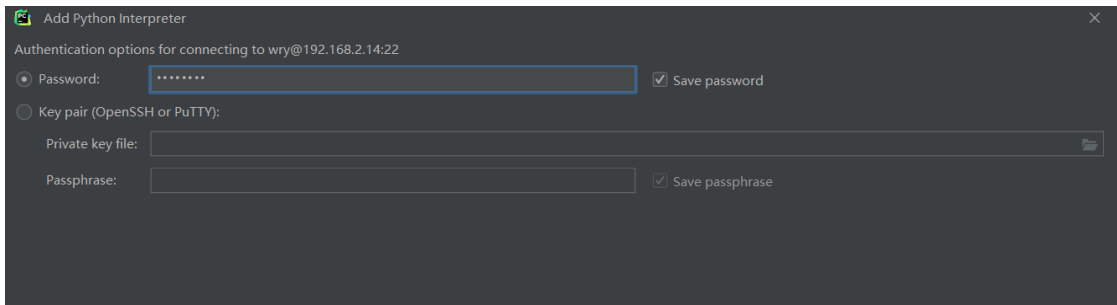 PC Add Python Interpreter
Authentication options for connecting to wry@192.168.2.14:22
Password: •••••••• Save password
Key pair (OpenSSH or PuTTY):
Private key file:
Passphrase: Save passphrase